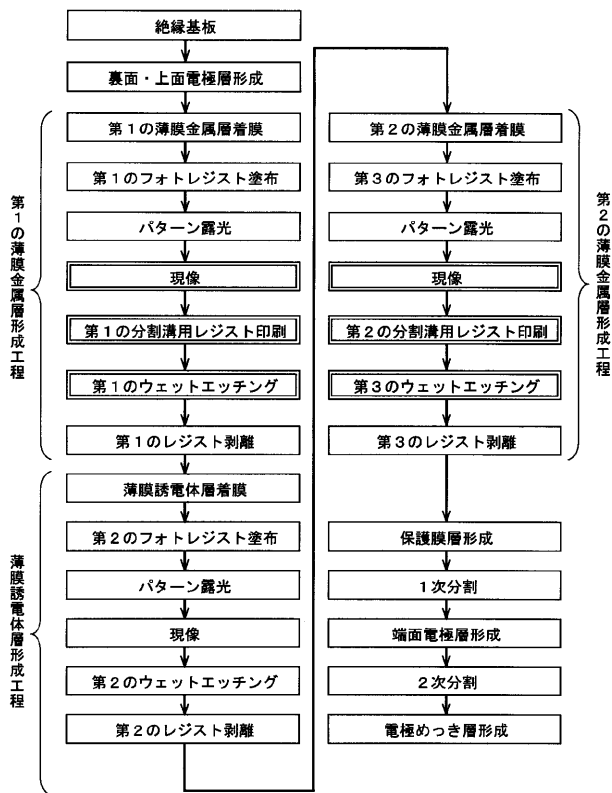 絶縁基板
裏面・上面電極層形成
第1の薄膜金属層形成工程
第1の薄膜金属層着膜
第1のフォトレジスト塗布
パターン露光
現像
第1の分割溝用レジスト印刷
第1のウェットエッチング
第1のレジスト剥離
薄膜誘電体層形成工程
薄膜誘電体層着膜
第2のフォトレジスト塗布
パターン露光
現像
第2のウェットエッチング
第2のレジスト剥離
第2の薄膜金属層形成工程
第2の薄膜金属層着膜
第3のフォトレジスト塗布
パターン露光
現像
第2の分割溝用レジスト印刷
第3のウェットエッチング
第3のレジスト剥離
保護膜層形成
1次分割
端面電極層形成
2次分割
電極めっき層形成